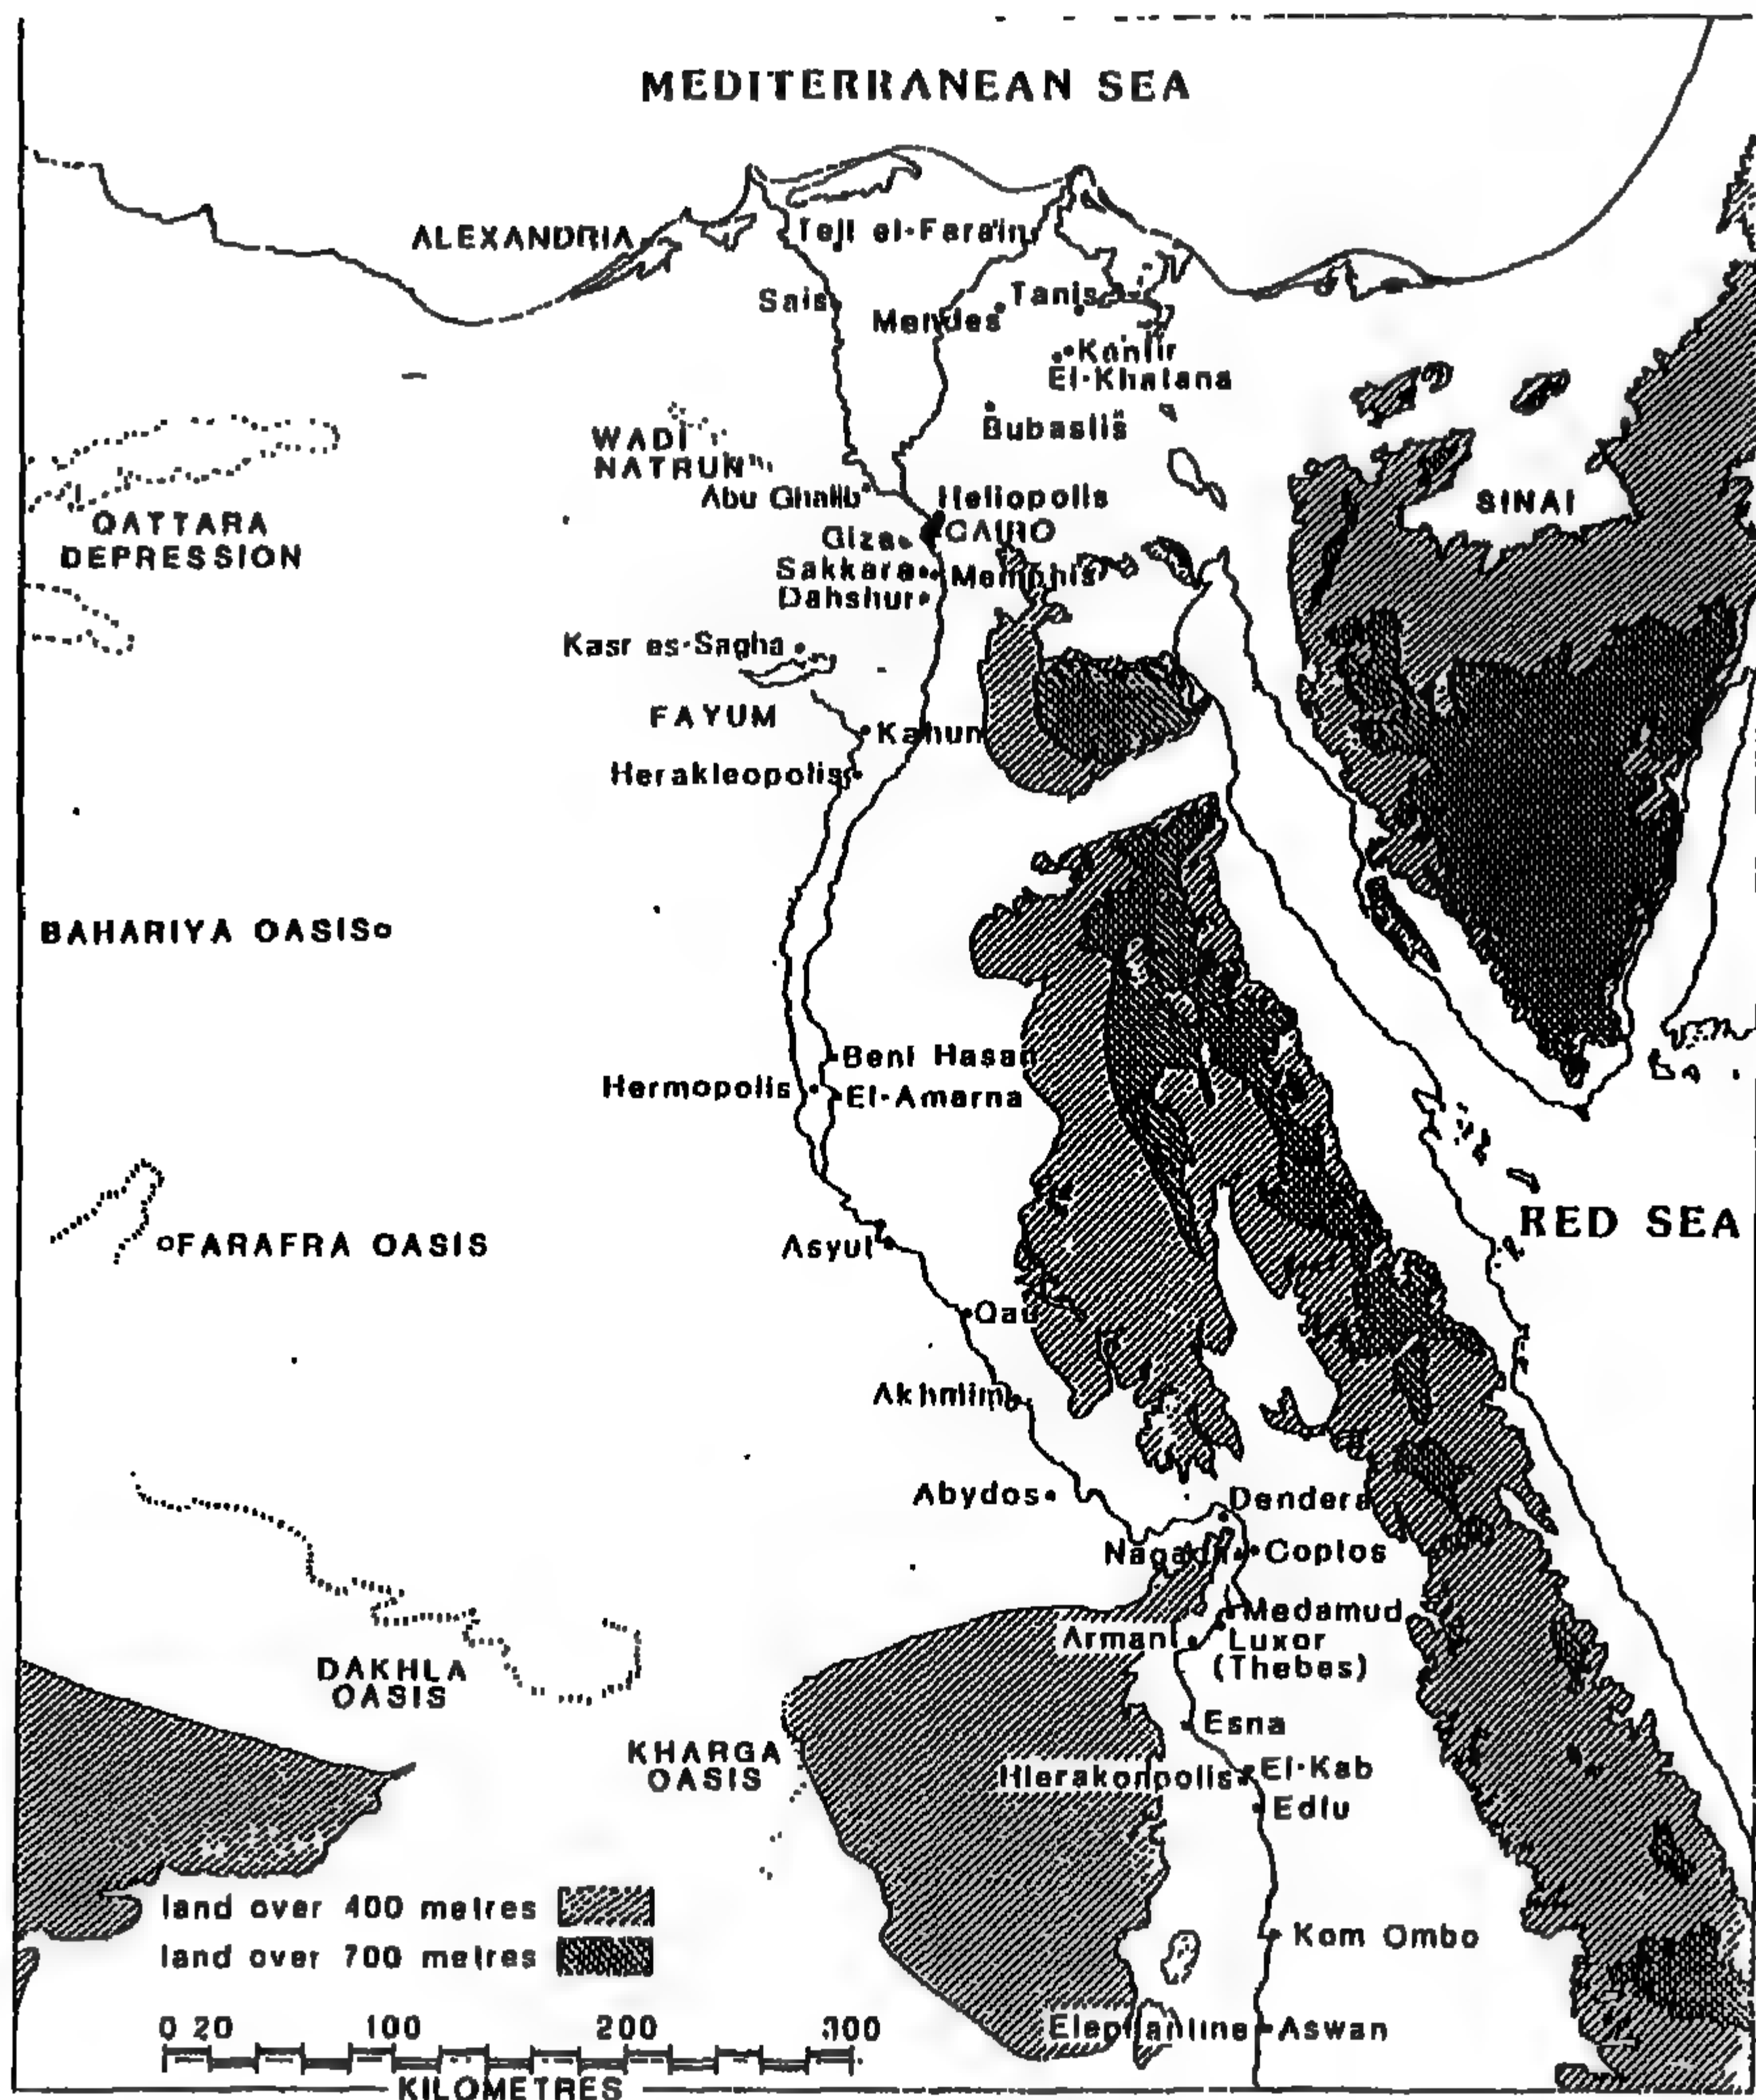 MEDITERRANEAN SEA
ALEXANDRIA
Tell el-Fara'in
Sais
Tanis
Mendes
Kantir
El-Khatana
Bubastis
WADI
NATRUN
Abu Ghalib
Heliopolis
QATTARA
DEPRESSION
SINAI
Giza
CAIRO
Sakkara
Memphis
Dahshur
Kasr es-Sagha
FAYUM
Kahun
Herakleopolis
BAHARIYA OASIS
Beni Hasan
Hermopolis
El-Amarna
RED SEA
FARAFRA OASIS
Asyut
Qau
Akhmim
Abydos
Dendera
Nagada
Coptos
Medamud
Armant
Luxor
(Thebes)
DAKHLA
OASIS
Esna
KHARGA
OASIS
Hierakonpolis
El-Kab
Edfu
land over 400 metres
land over 700 metres
Kom Ombo
Elephantine
Aswan
0 20 100 200 300
KILOMETRES